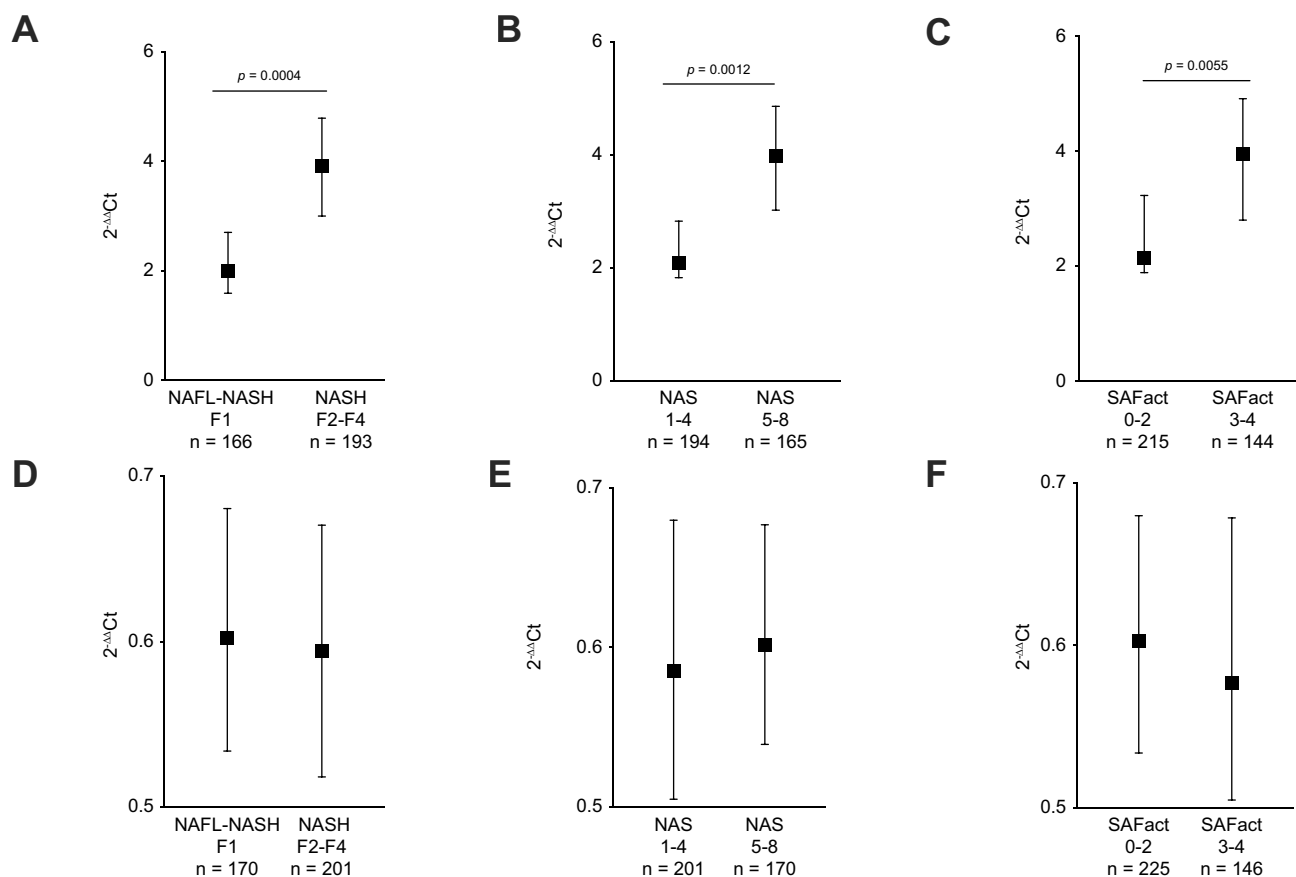 A
6
4
2
0
2-ΔΔCt
p = 0.0004
NAFL-NASH
F1
n = 166
NASH
F2-F4
n = 193
B
6
4
2
0
2-ΔΔCt
p = 0.0012
NAS
1-4
n = 194
NAS
5-8
n = 165
C
6
4
2
0
2-ΔΔCt
p = 0.0055
SAFact
0-2
n = 215
SAFact
3-4
n = 144
D
0.7
0.6
0.5
2-ΔΔCt
NAFL-NASH
F1
n = 170
NASH
F2-F4
n = 201
E
0.7
0.6
0.5
2-ΔΔCt
NAS
1-4
n = 201
NAS
5-8
n = 170
F
0.7
0.6
0.5
2-ΔΔCt
SAFact
0-2
n = 225
SAFact
3-4
n = 146